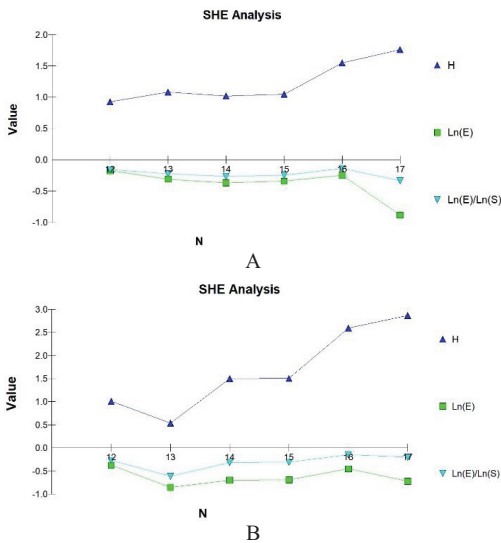 SHE Analysis
2.0
1.5
1.0
0.5
0.0
-0.5
-1.0
Value
12 13 14 15 16 17
N
H
Ln(E)
Ln(E)/Ln(S)
A
SHE Analysis
3.0
2.5
2.0
1.5
1.0
0.5
0.0
-0.5
-1.0
Value
12 13 14 15 16 17
N
H
Ln(E)
Ln(E)/Ln(S)
B